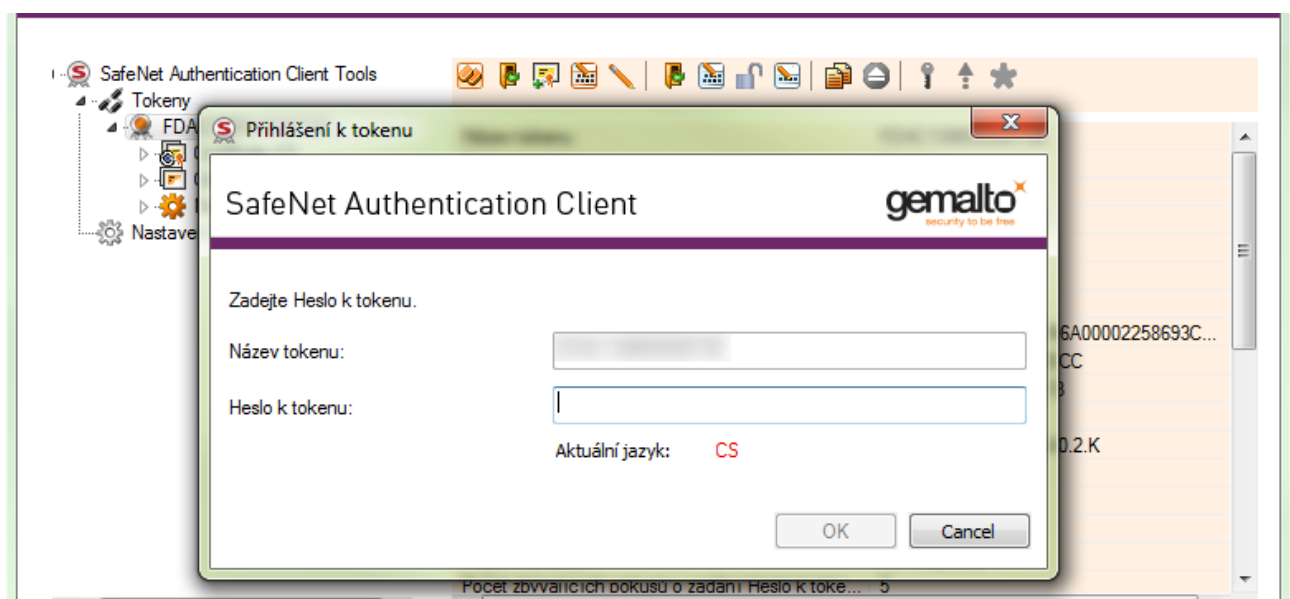 SafeNet Authentication Client Tools
Tokeny
FDA
Nastave
Přihlášení k tokenu
SafeNet Authentication Client
gemalto
security to be free
Zadejte Heslo k tokenu.
Název tokenu:
Heslo k tokenu:
Aktuální jazyk: CS
OK Cancel
6A00002258693C...
CC
0.2.K
Počet zbývajících pokusů o zadání Heslo k toke... 5